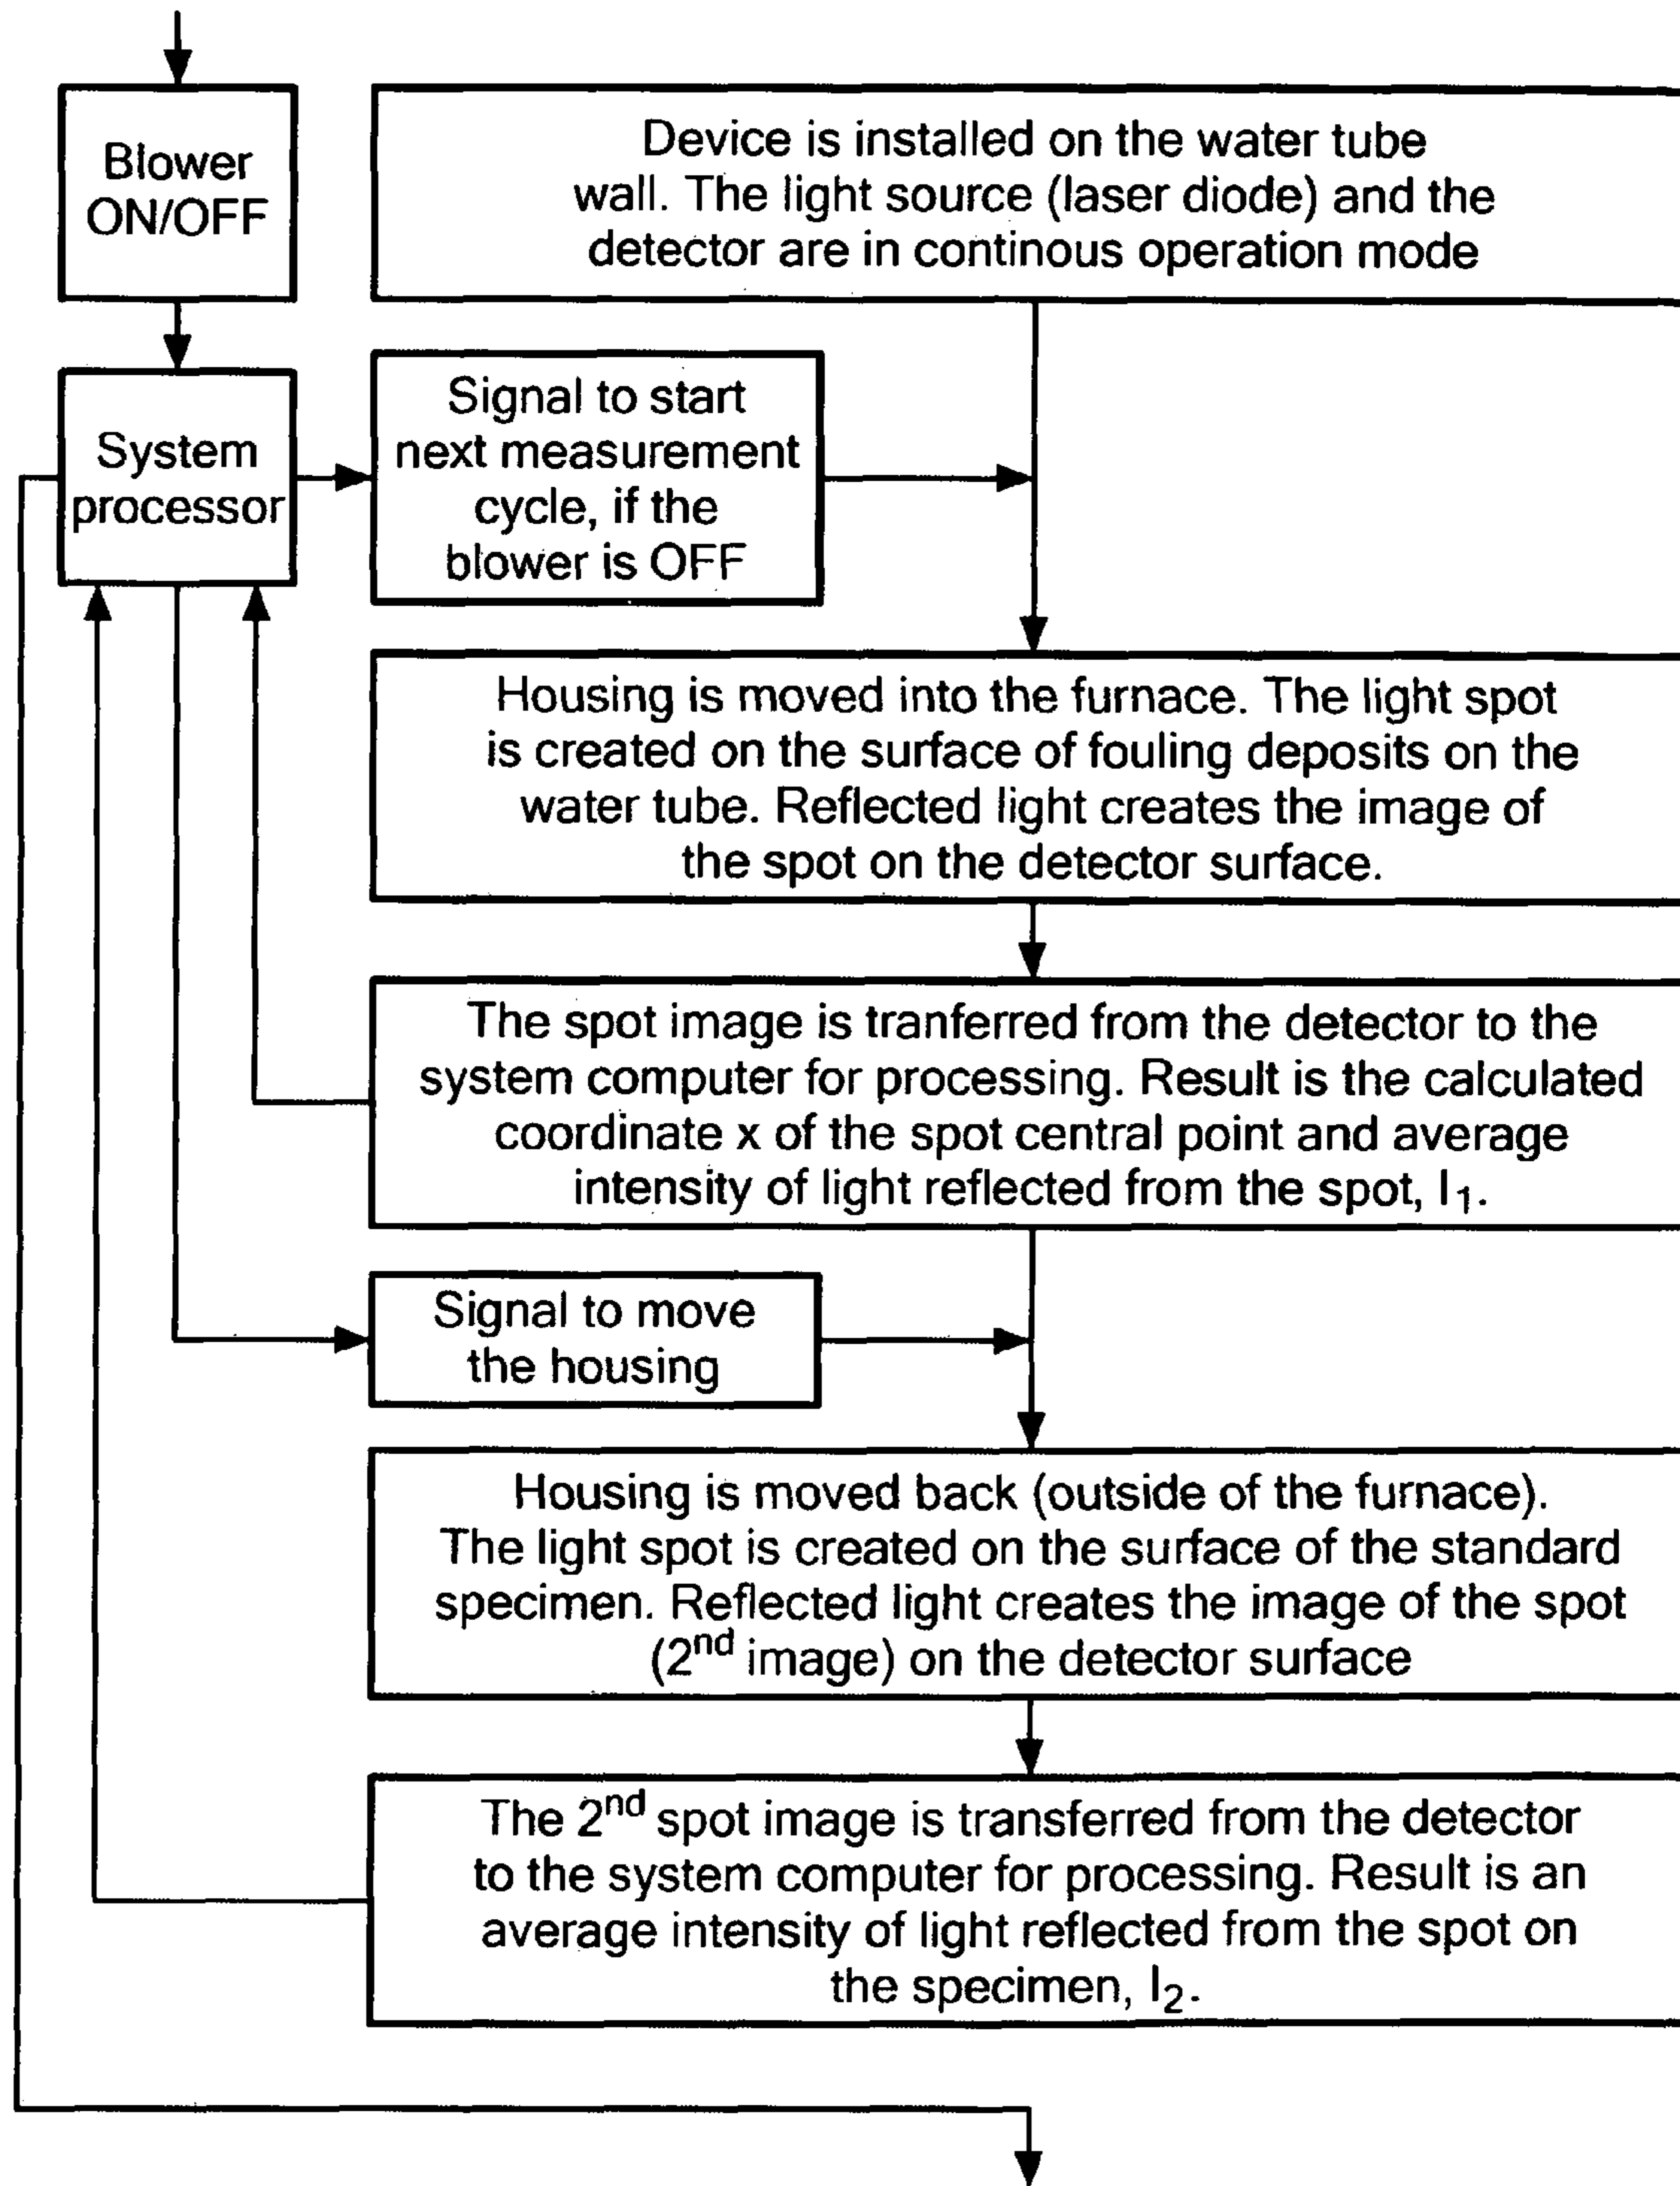 Blower
ON/OFF
Device is installed on the water tube
wall. The light source (laser diode) and the
detector are in continous operation mode
System
processor
Signal to start
next measurement
cycle, if the
blower is OFF
Housing is moved into the furnace. The light spot
is created on the surface of fouling deposits on the
water tube. Reflected light creates the image of
the spot on the detector surface.
The spot image is tranferred from the detector to the
system computer for processing. Result is the calculated
coordinate x of the spot central point and average
intensity of light reflected from the spot, I₁.
Signal to move
the housing
Housing is moved back (outside of the furnace).
The light spot is created on the surface of the standard
specimen. Reflected light creates the image of the spot
(2ⁿᵈ image) on the detector surface
The 2ⁿᵈ spot image is transferred from the detector
to the system computer for processing. Result is an
average intensity of light reflected from the spot on
the specimen, I₂.